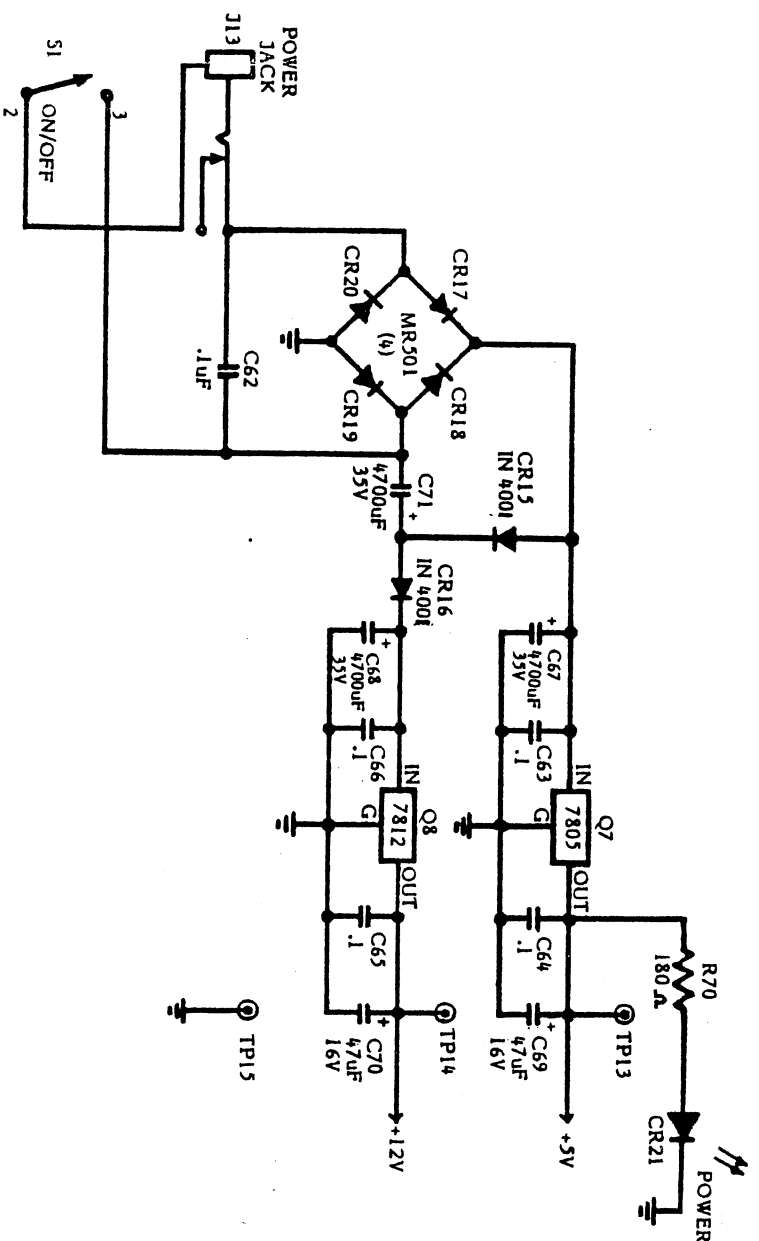 POWER
JACK
J13
S1
ON/OFF
2
3
C62
.1uF
CR17
CR20
MR501
(4)
CR18
CR19
C71
4700uF
35V
+
CR15
IN 4001
CR16
IN 4001
+
C67
4700uF
35V
C63
.1
IN
Q7
7805
G
OUT
C64
.1
+
C69
47uF
16V
TP13
+5V
R70
180Ω
CR21
POWER
+
C68
4700uF
35V
C66
.1
IN
Q8
7812
G
OUT
C65
.1
+
C70
47uF
16V
TP14
+12V
TP15